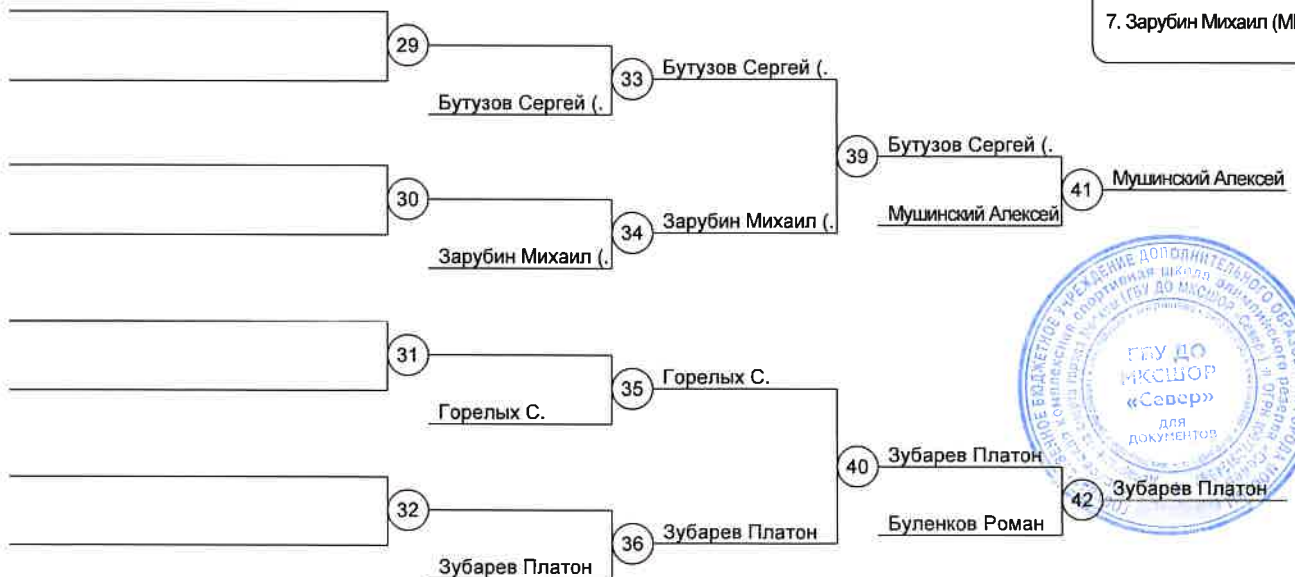 7. Зарубин Михаил (М
29
33
Бутузов Сергей (.
Бутузов Сергей (.
39
Бутузов Сергей (.
41
Мушинский Алексей
Мушинский Алексей
30
34
Зарубин Михаил (.
Зарубин Михаил (.
31
35
Горелых С.
Горелых С.
40
Зубарев Платон
42
Зубарев Платон
Буленков Роман
32
36
Зубарев Платон
Зубарев Платон
ГБУ ДО
МКСШОР
«Север»
ДЛЯ
ДОКУМЕНТОВ